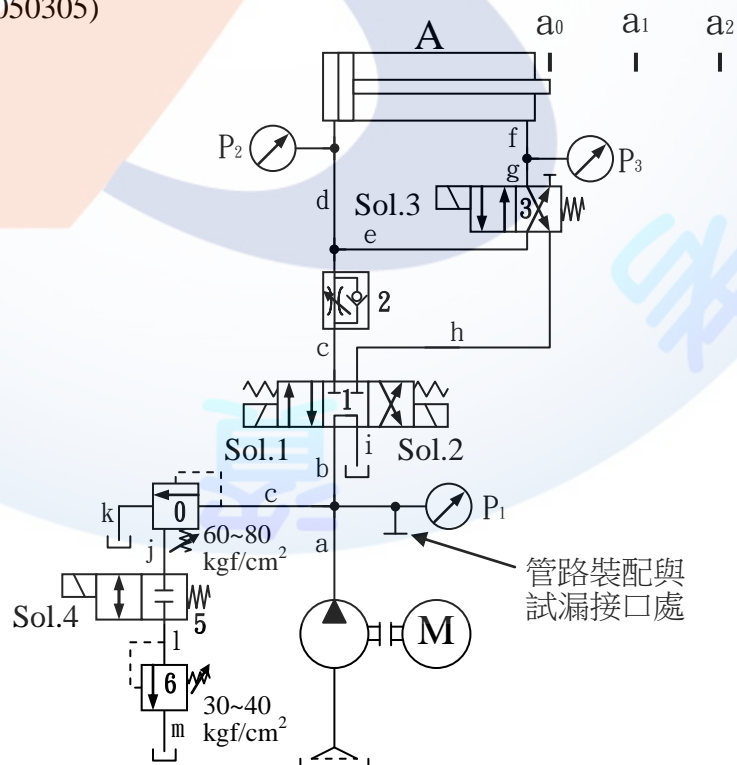 050305)
A
a0
a1
a2
P2
f
P3
g
d
Sol.3
3
e
2
h
c
1
Sol.1
i
Sol.2
b
c
P1
k
0
60~80
kgf/cm2
a
j
管路裝配與
試漏接口處
Sol.4
5
M
l
6
30~40
kgf/cm2
m